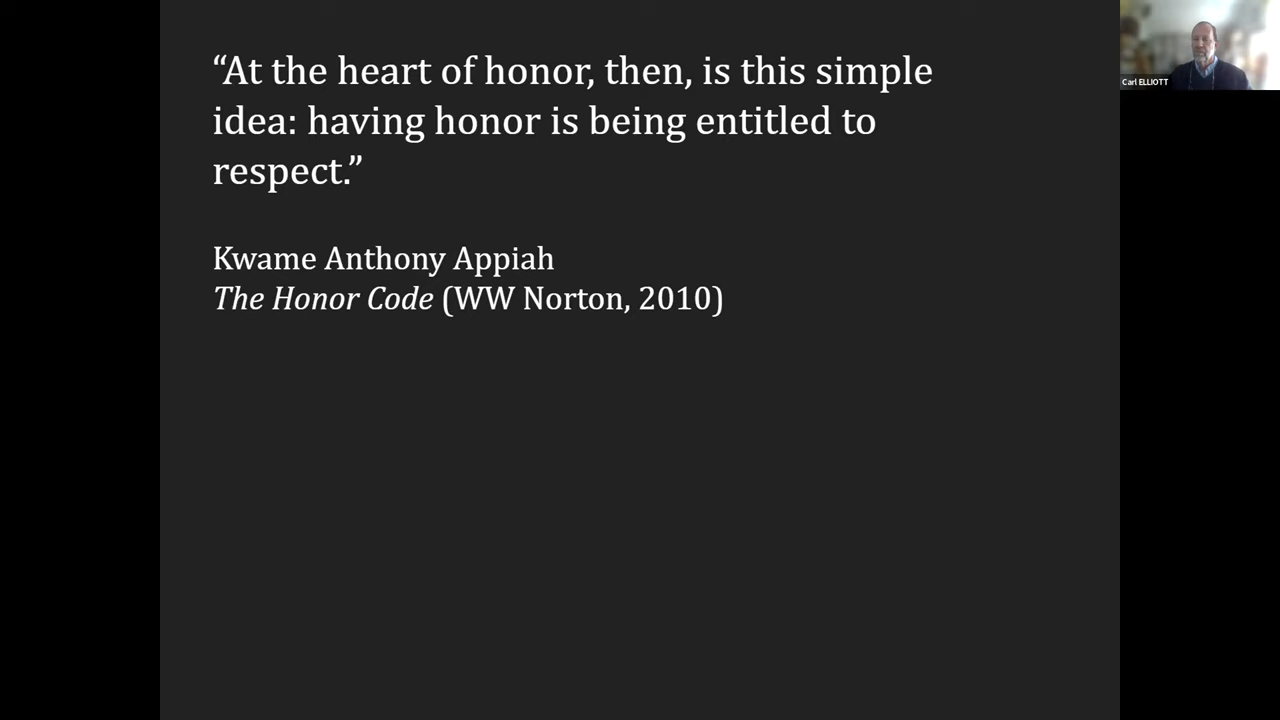 “At the heart of honor, then, is this simple
idea: having honor is being entitled to
respect.”
Kwame Anthony Appiah
The Honor Code (WW Norton, 2010)
Carl ELLIOTT